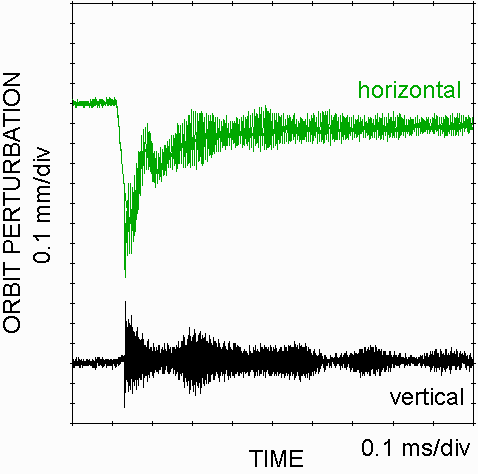 ORBIT PERTURBATION
0.1 mm/div
horizontal
vertical
0.1 ms/div
TIME